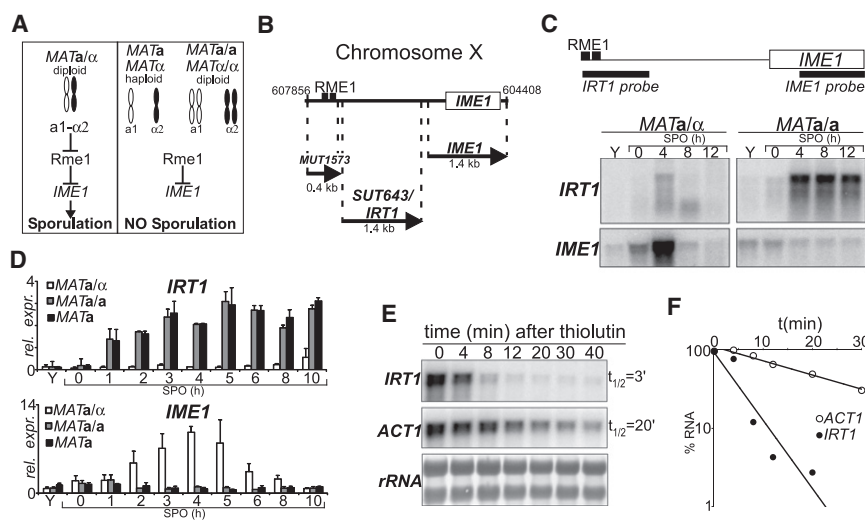 A
MATa/α
diploid
a1-α2
Rme1
IME1
Sporulation
MATa
MATα
haploid
a1
α2
MATa/a
MATα/α
diploid
a1
α2
Rme1
IME1
NO Sporulation
B
Chromosome X
607856
RME1
IME1
604408
MUT1573
0.4 kb
IME1
1.4 kb
SUT643/
IRT1
1.4 kb
C
RME1
IME1
IRT1 probe
IME1 probe
MATa/α
MATa/a
SPO (h)
SPO (h)
Y 0 4 8 12
Y 0 4 8 12
IRT1
IME1
D
IRT1
MATa/α
MATa/a
MATa
rel. expr.
4
0
Y 0 1 2 3 4 5 6 8 10
SPO (h)
IME1
MATa/α
MATa/a
MATa
rel. expr.
14
0
Y 0 1 2 3 4 5 6 8 10
SPO (h)
E
time (min) after thiolutin
0 4 8 12 20 30 40
IRT1
t1/2=3'
ACT1
t1/2=20'
rRNA
F
t(min)
0 10 20 30
100
10
1
% RNA
ACT1
IRT1